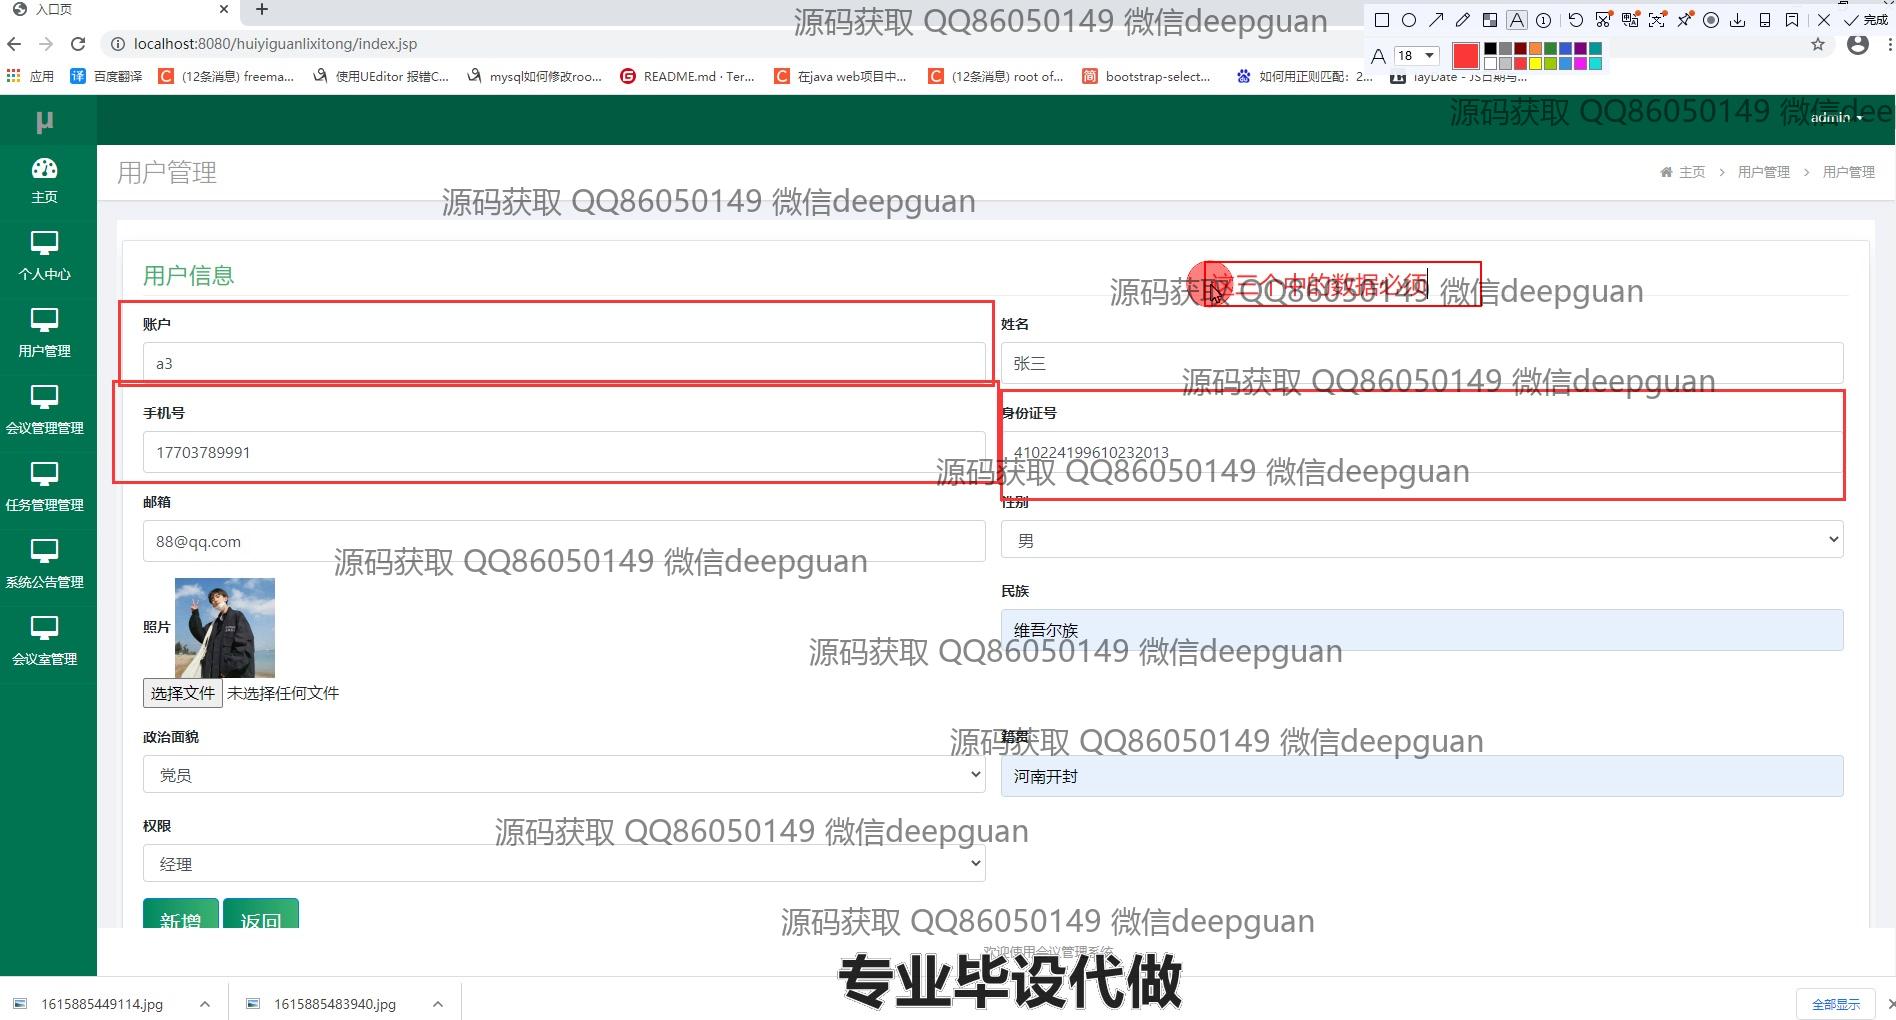 入口页
源码获取 QQ86050149 微信deepguan
完成
localhost:8080/huiyiguanlixitong/index.jsp
18
应用
百度翻译
(12条消息) freema...
使用UEditor 报错C...
mysql如何修改roo...
README.md · Ter...
在java web项目中...
(12条消息) root of...
bootstrap-select...
如何用正则匹配：2...
layDate - JS日期与...
μ
源码获取 QQ86050149 微信deep
admin
用户管理
主页 > 用户管理 > 用户管理
主页
个人中心
用户管理
会议管理管理
任务管理管理
系统公告管理
会议室管理
源码获取 QQ86050149 微信deepguan
用户信息
这三个中的数据必须
源码获取 QQ86050149 微信deepguan
账户
姓名
a3
张三
源码获取 QQ86050149 微信deepguan
手机号
身份证号
17703789991
410224199610232013
源码获取 QQ86050149 微信deepguan
邮箱
性别
88@qq.com
男
源码获取 QQ86050149 微信deepguan
照片
民族
维吾尔族
源码获取 QQ86050149 微信deepguan
选择文件 未选择任何文件
政治面貌
籍贯
源码获取 QQ86050149 微信deepguan
党员
河南开封
权限
源码获取 QQ86050149 微信deepguan
经理
新增
返回
源码获取 QQ86050149 微信deepguan
欢迎使用会议管理系统
专业毕设代做
1615885449114.jpg
1615885483940.jpg
全部显示